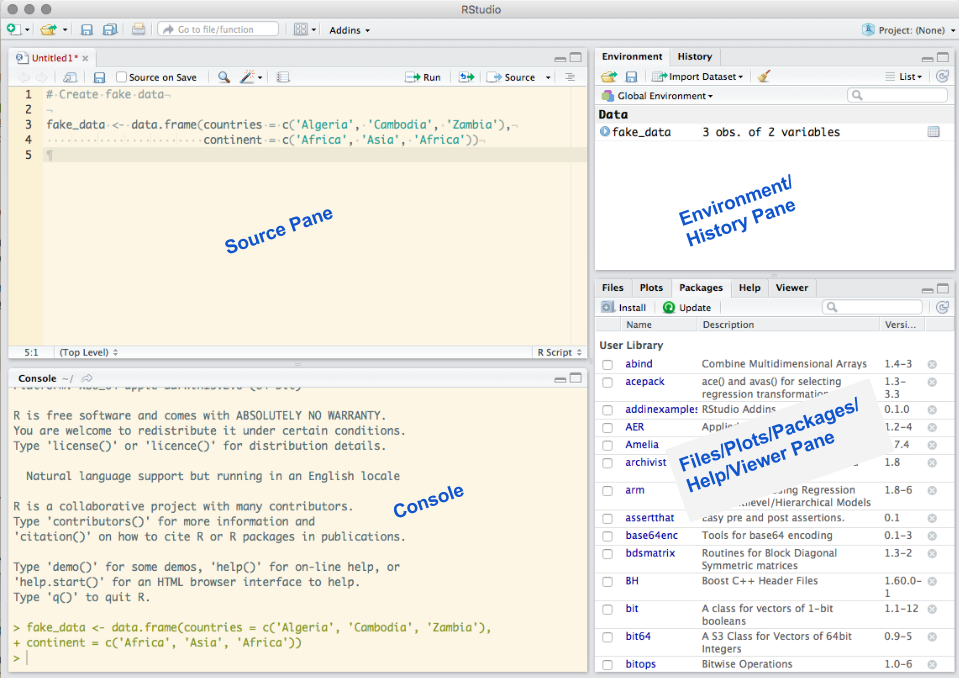 RStudio
Go to file/function
Addins
Project: (None)
Untitled1*
Source on Save
Run
Source
1 # Create fake data
2
3 fake_data <- data.frame(countries = c('Algeria', 'Cambodia', 'Zambia'),
4 continent = c('Africa', 'Asia', 'Africa'))
5
Source Pane
5:1 (Top Level) R Script
Console ~/
R is free software and comes with ABSOLUTELY NO WARRANTY.
You are welcome to redistribute it under certain conditions.
Type 'license()' or 'licence()' for distribution details.
Natural language support but running in an English locale
R is a collaborative project with many contributors.
Type 'contributors()' for more information and
'citation()' on how to cite R or R packages in publications.
Type 'demo()' for some demos, 'help()' for on-line help, or
'help.start()' for an HTML browser interface to help.
Type 'q()' to quit R.
> fake_data <- data.frame(countries = c('Algeria', 'Cambodia', 'Zambia'),
+ continent = c('Africa', 'Asia', 'Africa'))
>
Console
Environment History
Import Dataset List
Global Environment
Data
fake_data 3 obs. of 2 variables
Environment/
History Pane
Files Plots Packages Help Viewer
Install Update
Name Description Versi...
User Library
abind Combine Multidimensional Arrays 1.4-3
acepack ace() and avas() for selecting 1.3-
regression transformation 3.3
addinexamples RStudio Addins 0.1.0
AER 1.2-4
Amelia 7.4
archivist 1.8
arm Using Regression 1.8-6
/Hierarchical Models
assertthat Easy pre and post assertions. 0.1
base64enc Tools for base64 encoding 0.1-3
bdsmatrix Routines for Block Diagonal 1.3-2
Symmetric matrices
BH Boost C++ Header Files 1.60.0-
1
bit A class for vectors of 1-bit 1.1-12
booleans
bit64 A S3 Class for Vectors of 64bit 0.9-5
Integers
bitops Bitwise Operations 1.0-6
Files/Plots/Packages/
Help/Viewer Pane